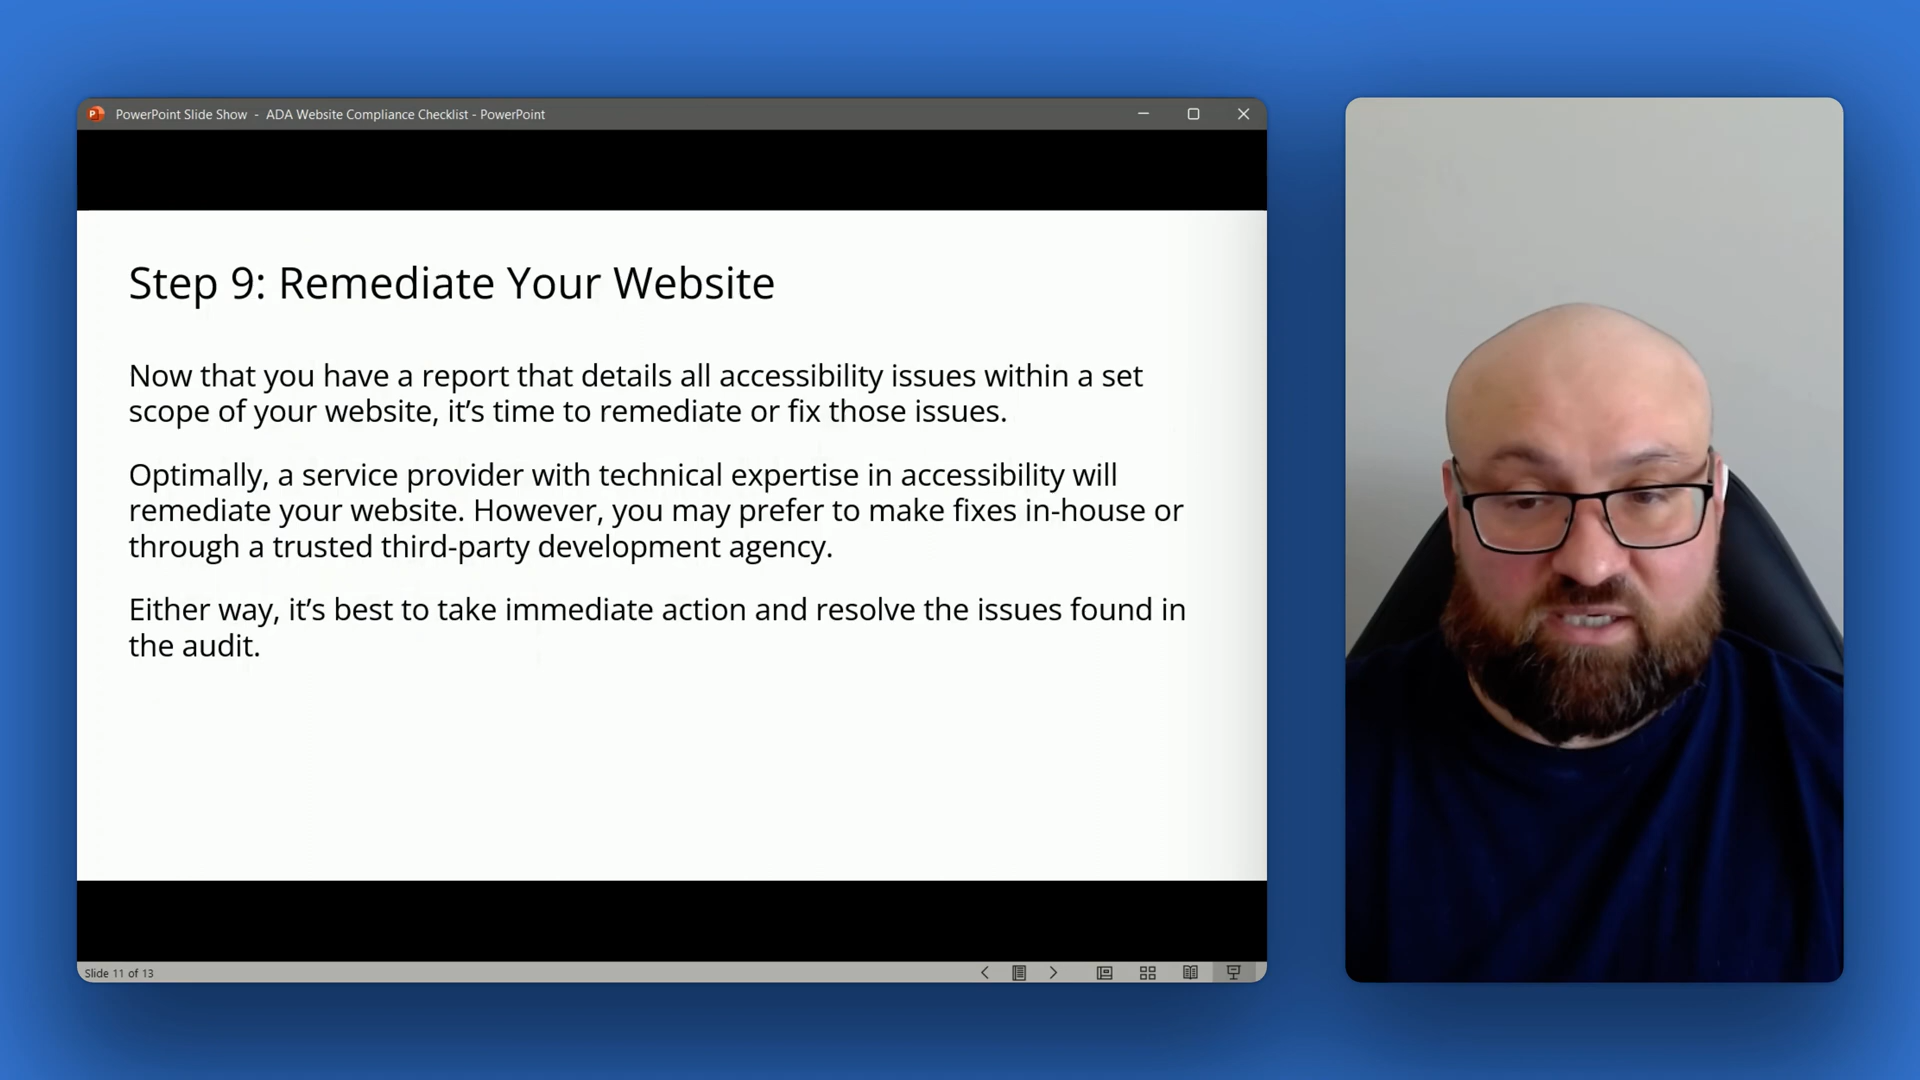 PowerPoint Slide Show - ADA Website Compliance Checklist - PowerPoint
Step 9: Remediate Your Website
Now that you have a report that details all accessibility issues within a set
scope of your website, it’s time to remediate or fix those issues.
Optimally, a service provider with technical expertise in accessibility will
remediate your website. However, you may prefer to make fixes in-house or
through a trusted third-party development agency.
Either way, it’s best to take immediate action and resolve the issues found in
the audit.
Slide 11 of 13